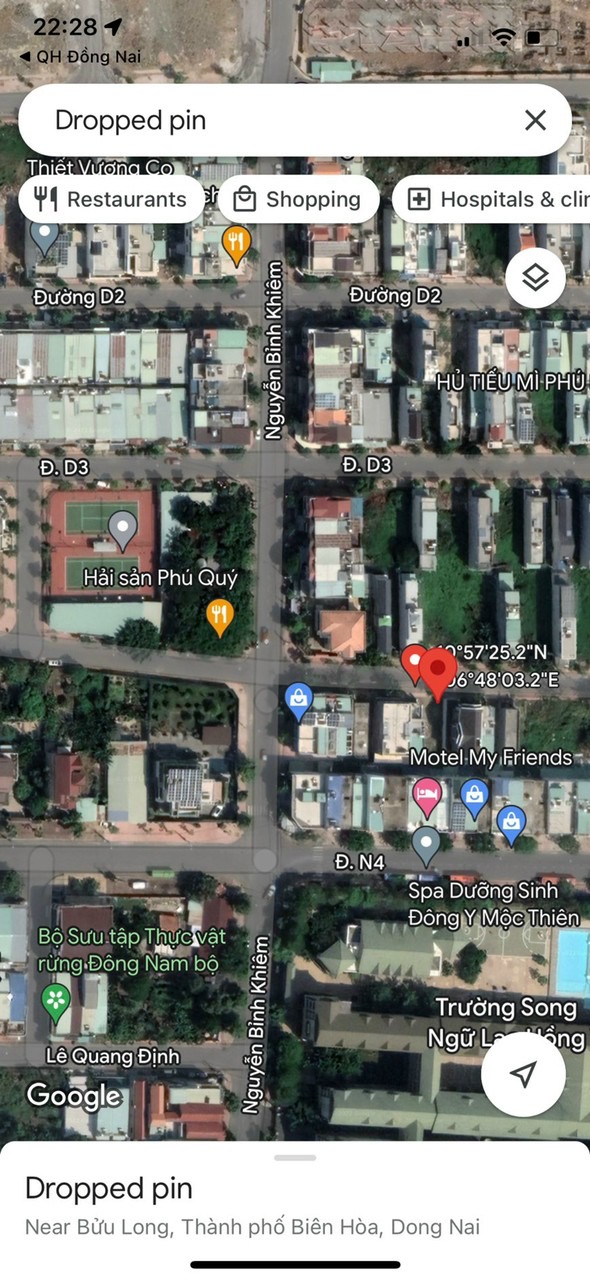 22:28
◀ QH Đồng Nai
Dropped pin
Thiết Vương Co
Restaurants
ch
Shopping
Hospitals & clin
Đường D2
Đường D2
Nguyễn Bỉnh Khiêm
HỦ TIẾU MÌ PHÚ
Đ. D3
Đ. D3
Hải sản Phú Quý
0°57'25.2"N
06°48'03.2"E
Motel My Friends
Đ. N4
Spa Dưỡng Sinh
Đông Y Mộc Thiên
Bộ Sưu tập Thực vật
rừng Đông Nam bộ
Nguyễn Bỉnh Khiêm
Trường Song
Ngữ Lạc Hồng
Lê Quang Định
Google
Dropped pin
Near Bửu Long, Thành phố Biên Hòa, Dong Nai